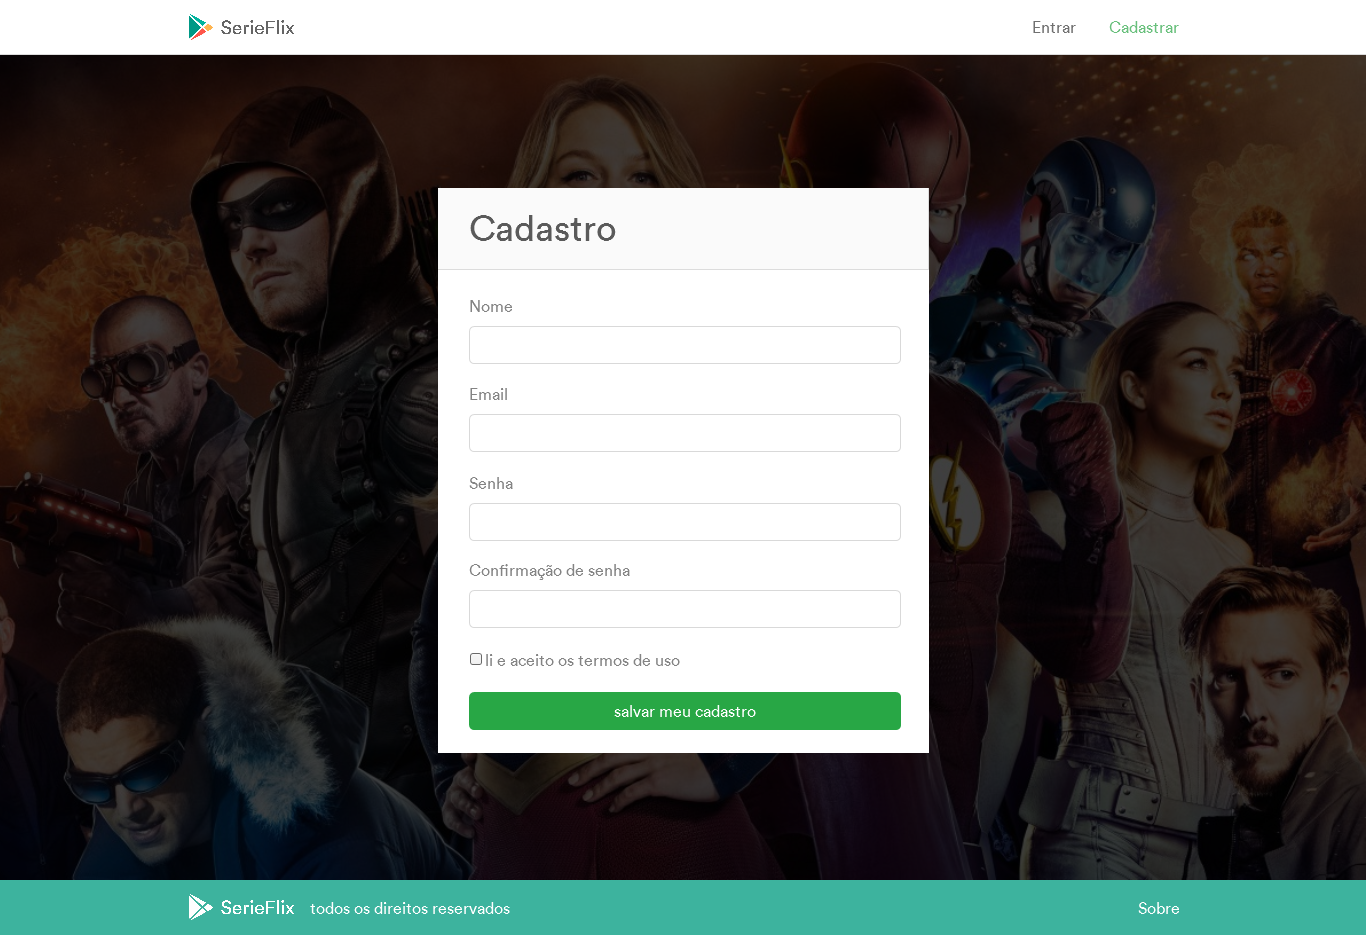 SerieFlix
Entrar
Cadastrar
Cadastro
Nome
Email
Senha
Confirmação de senha
li e aceito os termos de uso
salvar meu cadastro
SerieFlix todos os direitos reservados
Sobre